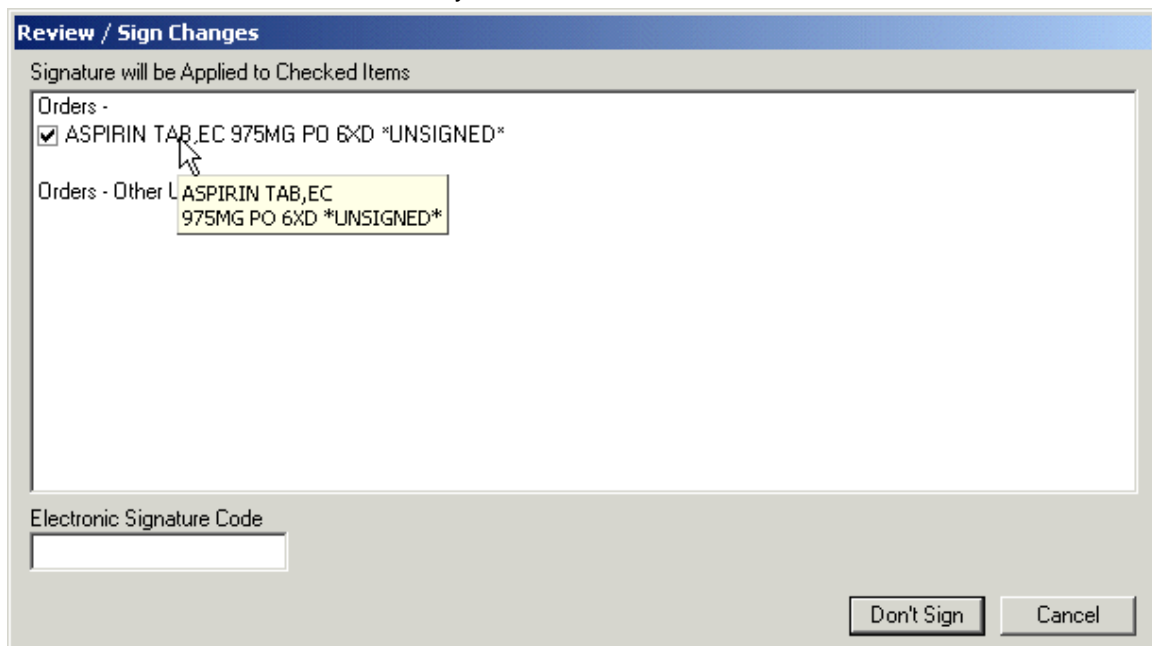 Review / Sign Changes
Signature will be Applied to Checked Items
Orders -
ASPIRIN TAB,EC 975MG PO 6XD *UNSIGNED*
Orders - Other
ASPIRIN TAB,EC
975MG PO 6XD *UNSIGNED*
Electronic Signature Code
Don't Sign
Cancel